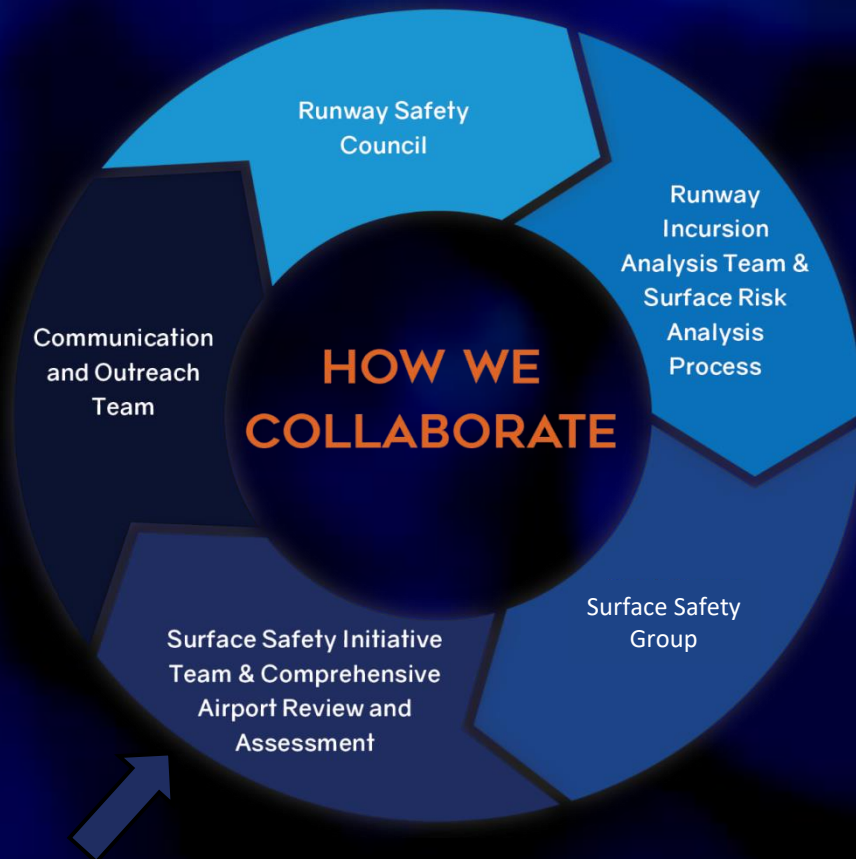 Runway Safety
Council
Runway
Incursion
Analysis Team &
Surface Risk
Analysis
Process
Communication
and Outreach
Team
HOW WE
COLLABORATE
Surface Safety
Group
Surface Safety Initiative
Team & Comprehensive
Airport Review and
Assessment